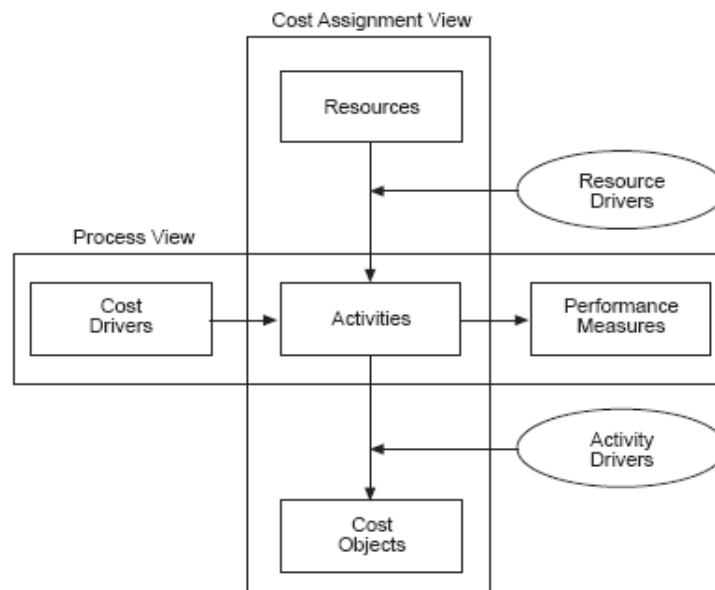 Cost Assignment View
Resources
Resource
Drivers
Process View
Cost
Drivers
Activities
Performance
Measures
Activity
Drivers
Cost
Objects